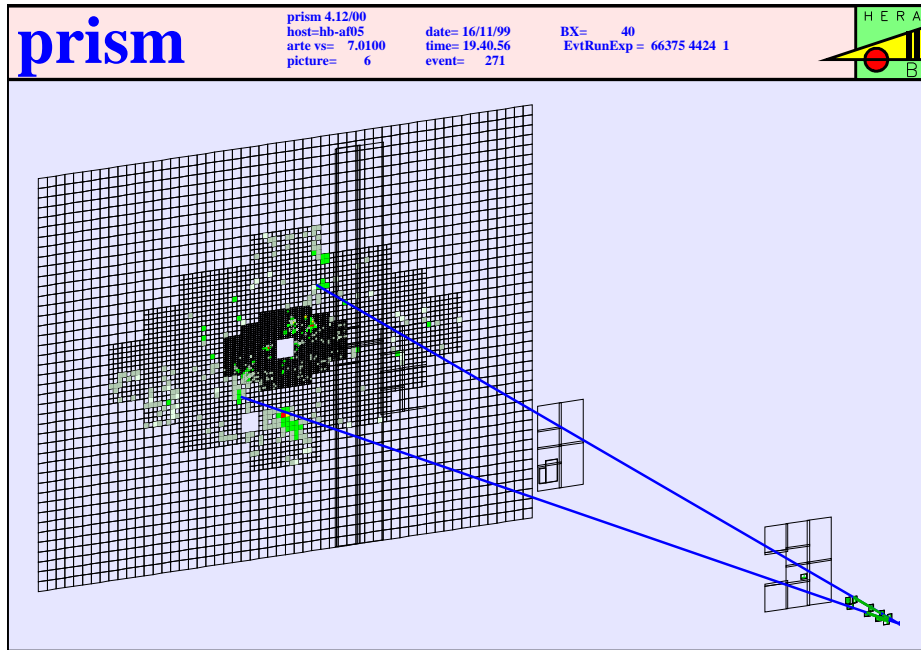 prism
prism 4.12/00
host=hb-af05 date= 16/11/99 BX= 40
arte vs= 7.0100 time= 19.40.56 EvtRunExp = 66375 4424 1
picture= 6 event= 271
HERA
B